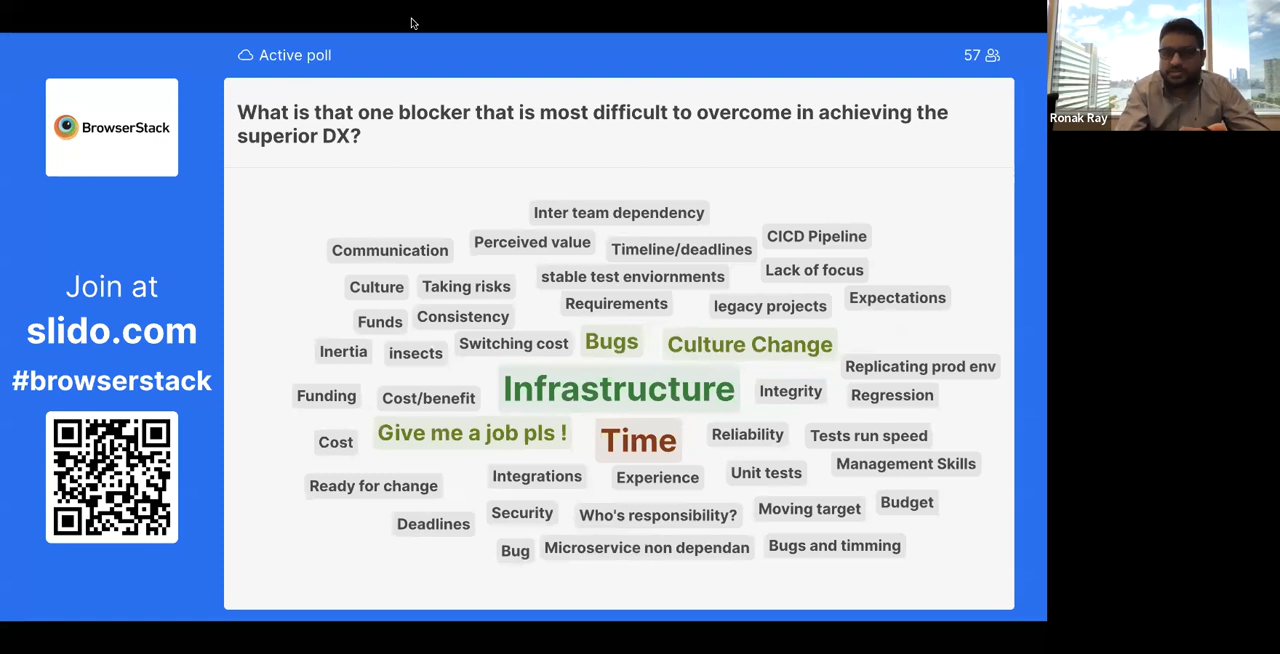 Active poll
57
BrowserStack
What is that one blocker that is most difficult to overcome in achieving the
superior DX?
Ronak Ray
Join at
slido.com
#browserstack
Inter team dependency
CICD Pipeline
Perceived value
Communication
Timeline/deadlines
Lack of focus
stable test enviornments
Culture
Taking risks
Expectations
Requirements
legacy projects
Funds
Consistency
Switching cost
Bugs
Culture Change
Inertia
insects
Replicating prod env
Infrastructure
Integrity
Regression
Funding
Cost/benefit
Give me a job pls !
Time
Reliability
Tests run speed
Cost
Management Skills
Integrations
Experience
Unit tests
Ready for change
Budget
Security
Who's responsibility?
Moving target
Deadlines
Bug
Microservice non dependan
Bugs and timming